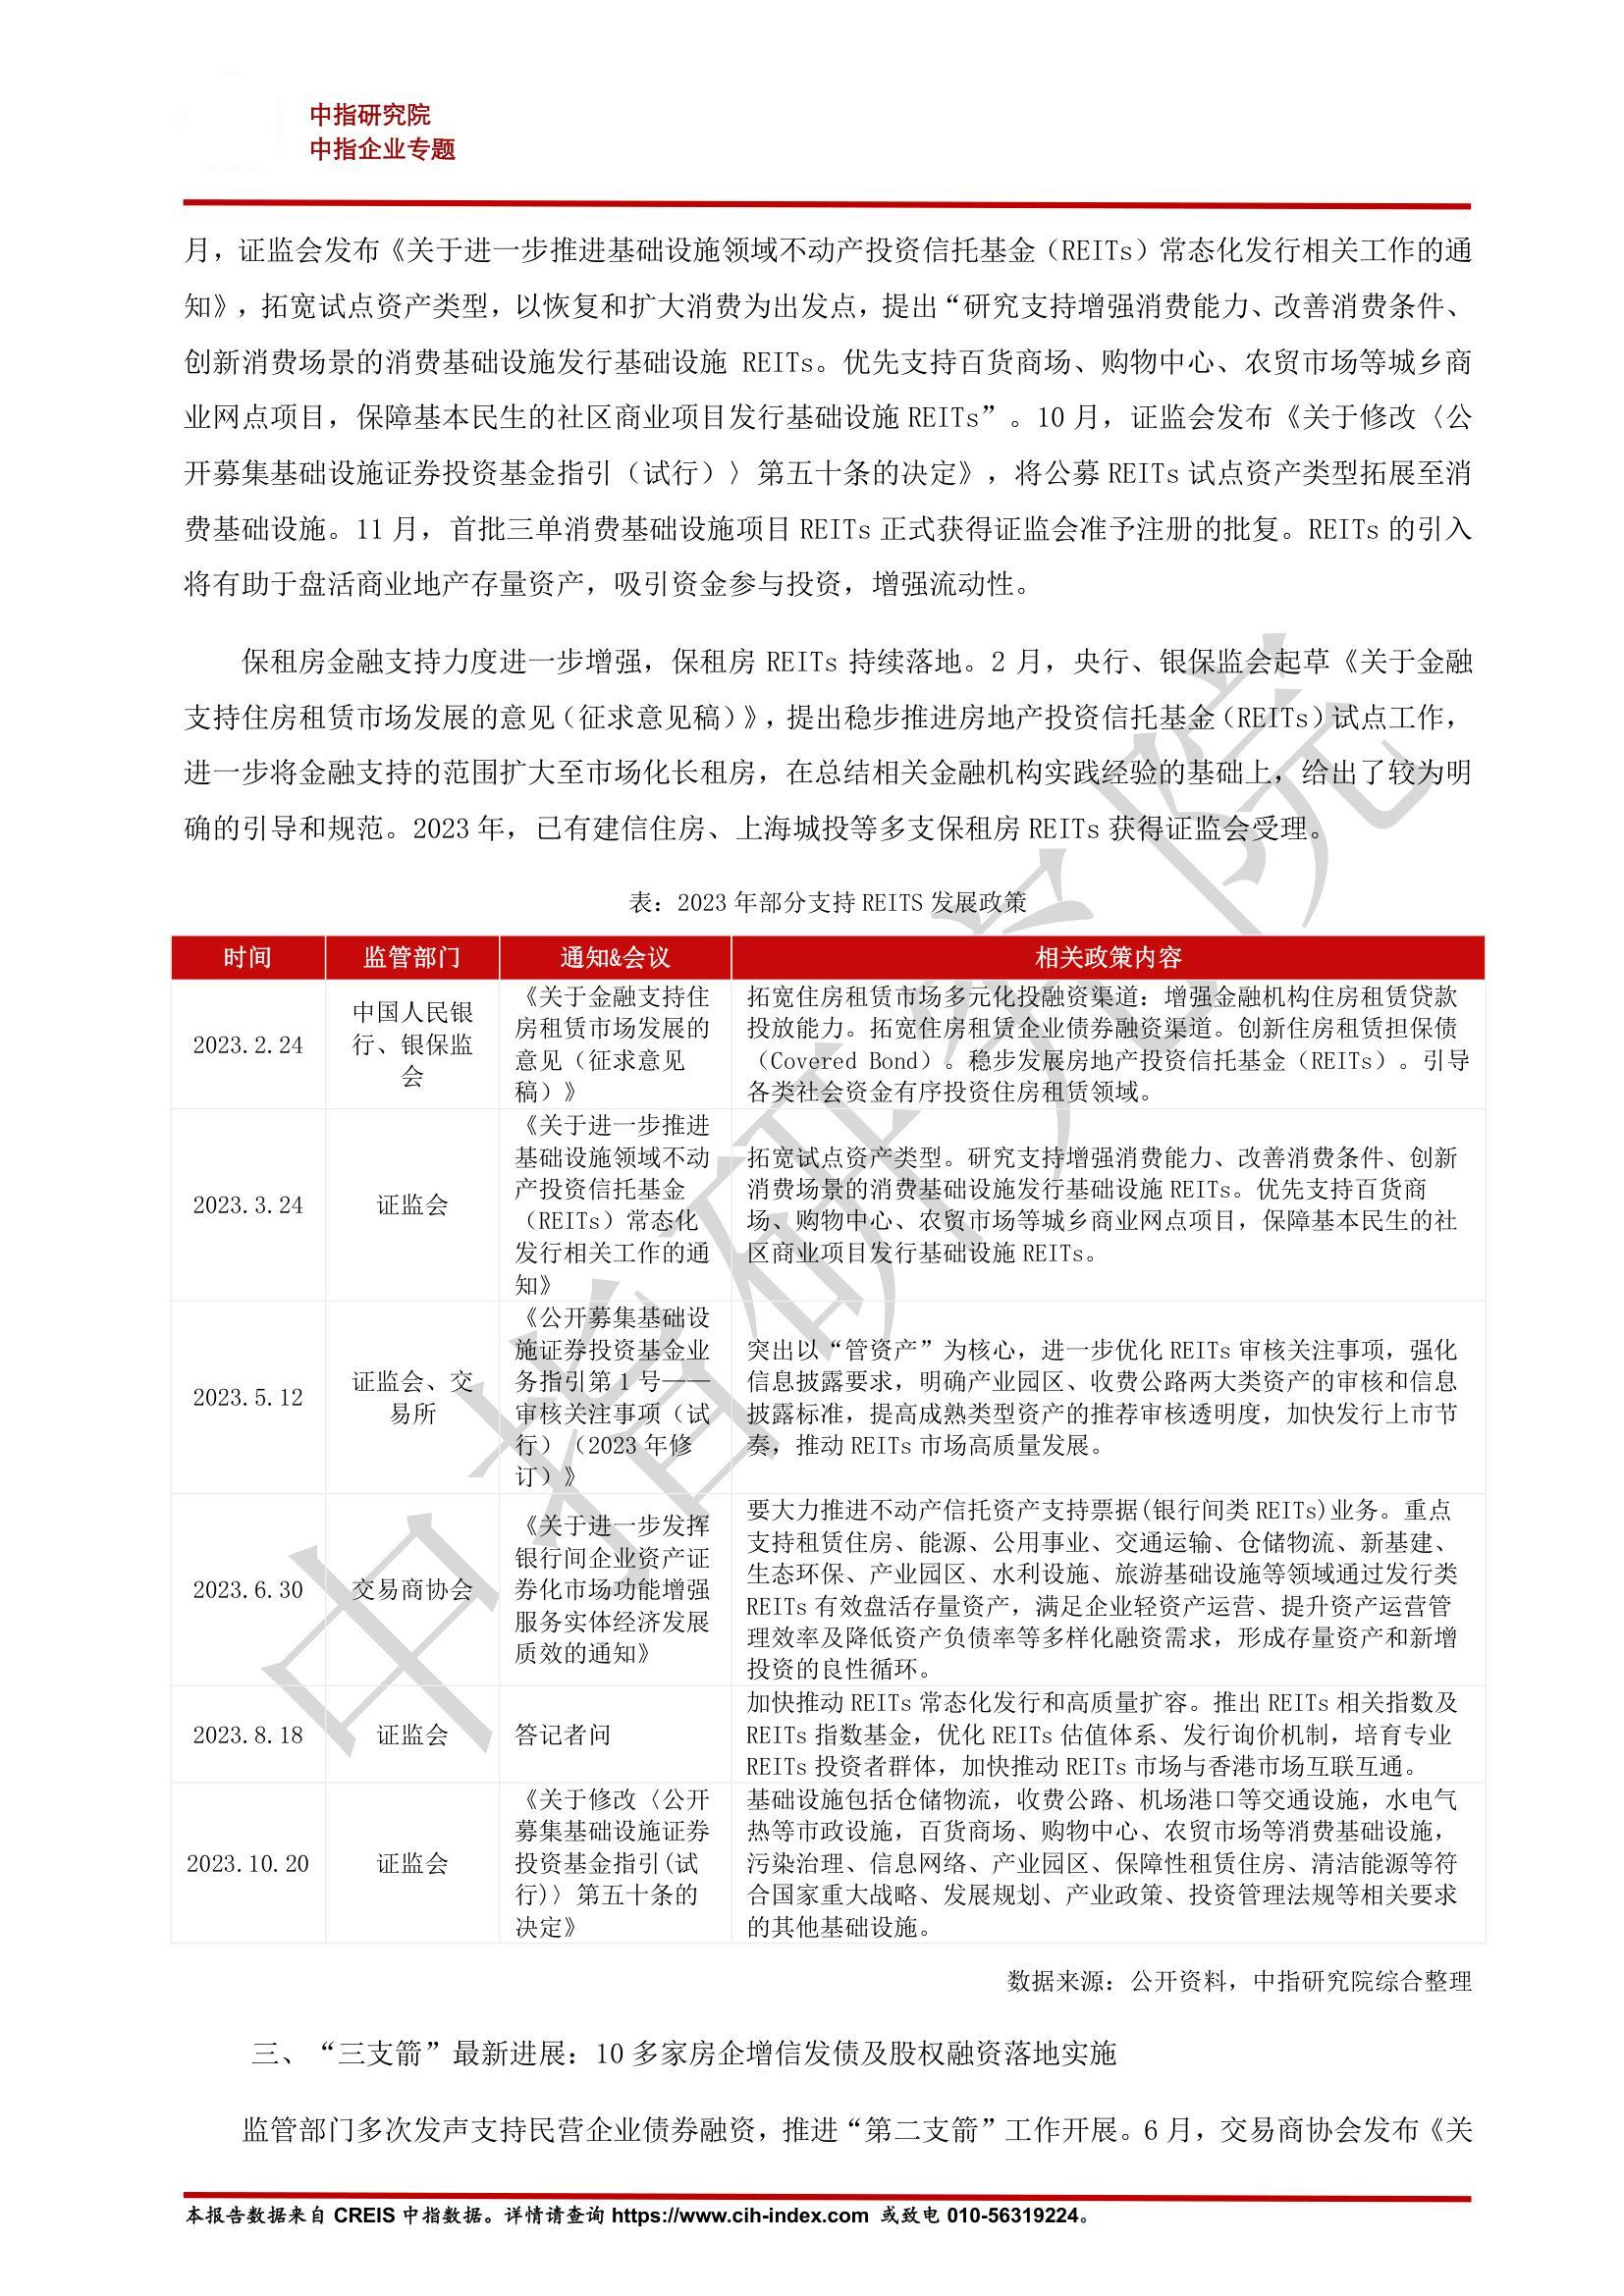 中指研究院
中指企业专题
月，证监会发布《关于进一步推进基础设施领域不动产投资信托基金（REITs）常态化发行相关工作的通
知》，拓宽试点资产类型，以恢复和扩大消费为出发点，提出“研究支持增强消费能力、改善消费条件、
创新消费场景的消费基础设施发行基础设施 REITs。优先支持百货商场、购物中心、农贸市场等城乡商
业网点项目，保障基本民生的社区商业项目发行基础设施 REITs”。10 月，证监会发布《关于修改〈公
开募集基础设施证券投资基金指引（试行）〉第五十条的决定》，将公募 REITs 试点资产类型拓展至消
费基础设施。11 月，首批三单消费基础设施项目 REITs 正式获得证监会准予注册的批复。REITs 的引入
将有助于盘活商业地产存量资产，吸引资金参与投资，增强流动性。
保租房金融支持力度进一步增强，保租房 REITs 持续落地。2 月，央行、银保监会起草《关于金融
支持住房租赁市场发展的意见（征求意见稿）》，提出稳步推进房地产投资信托基金（REITs）试点工作，
进一步将金融支持的范围扩大至市场化长租房，在总结相关金融机构实践经验的基础上，给出了较为明
确的引导和规范。2023 年，已有建信住房、上海城投等多支保租房 REITs 获得证监会受理。
表：2023 年部分支持 REITS 发展政策
时间 监管部门 通知&会议 相关政策内容
2023.2.24
中国人民银
行、银保监
会
《关于金融支持住
房租赁市场发展的
意见（征求意见
稿）》
拓宽住房租赁市场多元化投融资渠道：增强金融机构住房租赁贷款
投放能力。拓宽住房租赁企业债券融资渠道。创新住房租赁担保债
（Covered Bond）。稳步发展房地产投资信托基金（REITs）。引导
各类社会资金有序投资住房租赁领域。
2023.3.24
证监会
《关于进一步推进
基础设施领域不动
产投资信托基金
（REITs）常态化
发行相关工作的通
知》
拓宽试点资产类型。研究支持增强消费能力、改善消费条件、创新
消费场景的消费基础设施发行基础设施 REITs。优先支持百货商
场、购物中心、农贸市场等城乡商业网点项目，保障基本民生的社
区商业项目发行基础设施 REITs。
2023.5.12
证监会、交
易所
《公开募集基础设
施证券投资基金业
务指引第 1 号——
审核关注事项（试
行）（2023 年修
订）》
突出以“管资产”为核心，进一步优化 REITs 审核关注事项，强化
信息披露要求，明确产业园区、收费公路两大类资产的审核和信息
披露标准，提高成熟类型资产的推荐审核透明度，加快发行上市节
奏，推动 REITs 市场高质量发展。
2023.6.30
交易商协会
《关于进一步发挥
银行间企业资产证
券化市场功能增强
服务实体经济发展
质效的通知》
要大力推进不动产信托资产支持票据(银行间类 REITs)业务。重点
支持租赁住房、能源、公用事业、交通运输、仓储物流、新基建、
生态环保、产业园区、水利设施、旅游基础设施等领域通过发行类
REITs 有效盘活存量资产，满足企业轻资产运营、提升资产运营管
理效率及降低资产负债率等多样化融资需求，形成存量资产和新增
投资的良性循环。
2023.8.18
证监会
答记者问
加快推动 REITs 常态化发行和高质量扩容。推出 REITs 相关指数及
REITs 指数基金，优化 REITs 估值体系、发行询价机制，培育专业
REITs 投资者群体，加快推动 REITs 市场与香港市场互联互通。
2023.10.20
证监会
《关于修改〈公开
募集基础设施证券
投资基金指引(试
行)〉第五十条的
决定》
基础设施包括仓储物流，收费公路、机场港口等交通设施，水电气
热等市政设施，百货商场、购物中心、农贸市场等消费基础设施，
污染治理、信息网络、产业园区、保障性租赁住房、清洁能源等符
合国家重大战略、发展规划、产业政策、投资管理法规等相关要求
的其他基础设施。
数据来源：公开资料，中指研究院综合整理
三、“三支箭”最新进展：10 多家房企增信发债及股权融资落地实施
监管部门多次发声支持民营企业债券融资，推进“第二支箭”工作开展。6 月，交易商协会发布《关
本报告数据来自 CREIS 中指数据。详情请查询 https://www.cih-index.com 或致电 010-56319224。
中指研究院